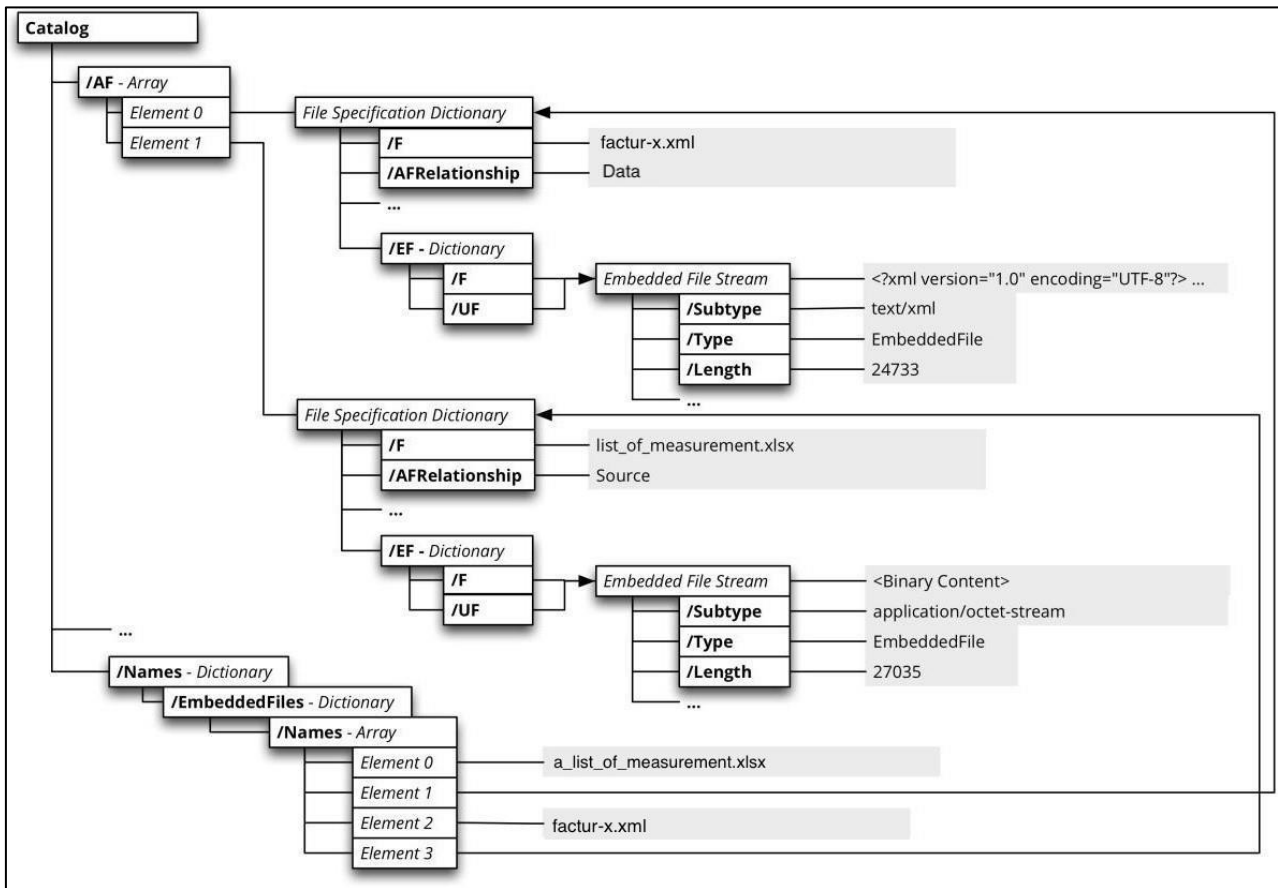 Catalog
/AF - Array
Element 0
Element 1
File Specification Dictionary
/F
factur-x.xml
/AFRelationship
Data
...
/EF - Dictionary
/F
/UF
Embedded File Stream
<?xml version="1.0" encoding="UTF-8"?> ...
/Subtype
text/xml
/Type
EmbeddedFile
/Length
24733
...
File Specification Dictionary
/F
list_of_measurement.xlsx
/AFRelationship
Source
...
/EF - Dictionary
/F
/UF
Embedded File Stream
<Binary Content>
/Subtype
application/octet-stream
/Type
EmbeddedFile
/Length
27035
...
...
/Names - Dictionary
/EmbeddedFiles - Dictionary
/Names - Array
Element 0
a_list_of_measurement.xlsx
Element 1
Element 2
factur-x.xml
Element 3